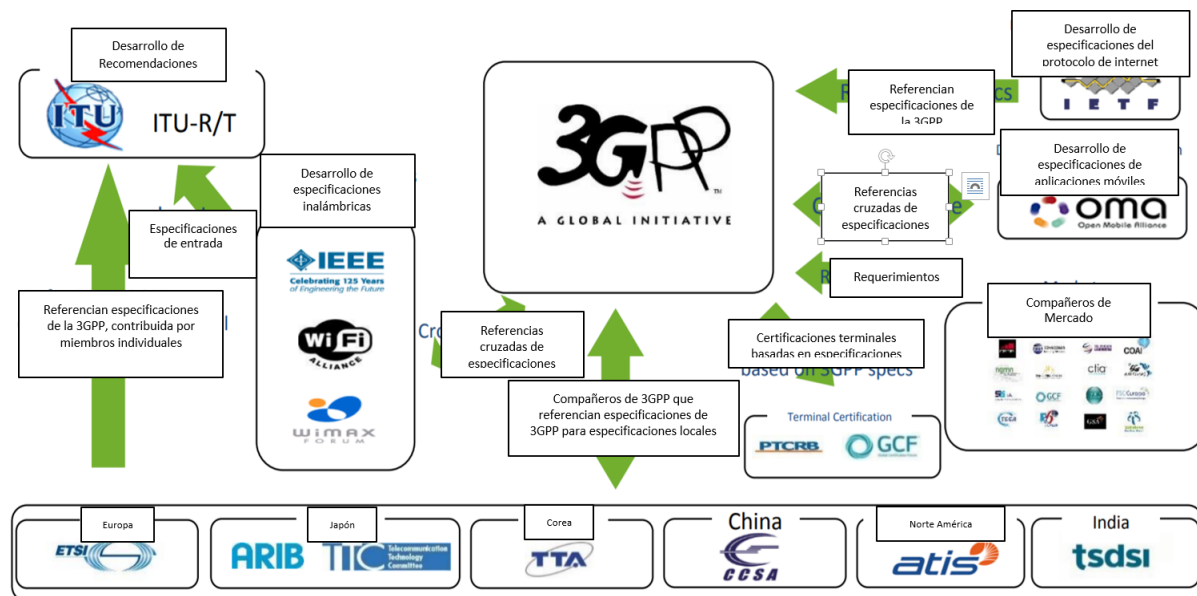 Desarrollo de
Recomendaciones
ITU
ITU-R/T
3GPP
TM
A GLOBAL INITIATIVE
Referencian
especificaciones de
la 3GPP
Desarrollo de
especificaciones del
protocolo de internet
IETF
Desarrollo de
especificaciones de
aplicaciones móviles
oma
Open Mobile Alliance
Referencias
cruzadas de
especificaciones
Requerimientos
Desarrollo de
especificaciones
inalámbricas
Especificaciones
de entrada
IEEE
Celebrating 125 Years
of Engineering the Future
WiFi
ALLIANCE
WIMAX
FORUM
Referencian especificaciones
de la 3GPP, contribuida por
miembros individuales
Referencias
cruzadas de
especificaciones
Compañeros de 3GPP que
referencian especificaciones de
3GPP para especificaciones locales
Certificaciones terminales
basadas en especificaciones
based on 3GPP specs
Terminal Certification
PTCRB
GCF
Compañeros de
Mercado
COAI
ctia
GCF
GSA
Europa
ETSI
Japón
ARIB
TTC
Telecommunication
Technology
Committee
Corea
TTA
China
CCSA
Norte América
atis
India
tsdsi